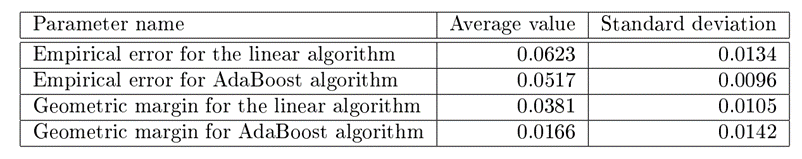 Parameter name Average value Standard deviation
Empirical error for the linear algorithm 0.0623 0.0134
Empirical error for AdaBoost algorithm 0.0517 0.0096
Geometric margin for the linear algorithm 0.0381 0.0105
Geometric margin for AdaBoost algorithm 0.0166 0.0142